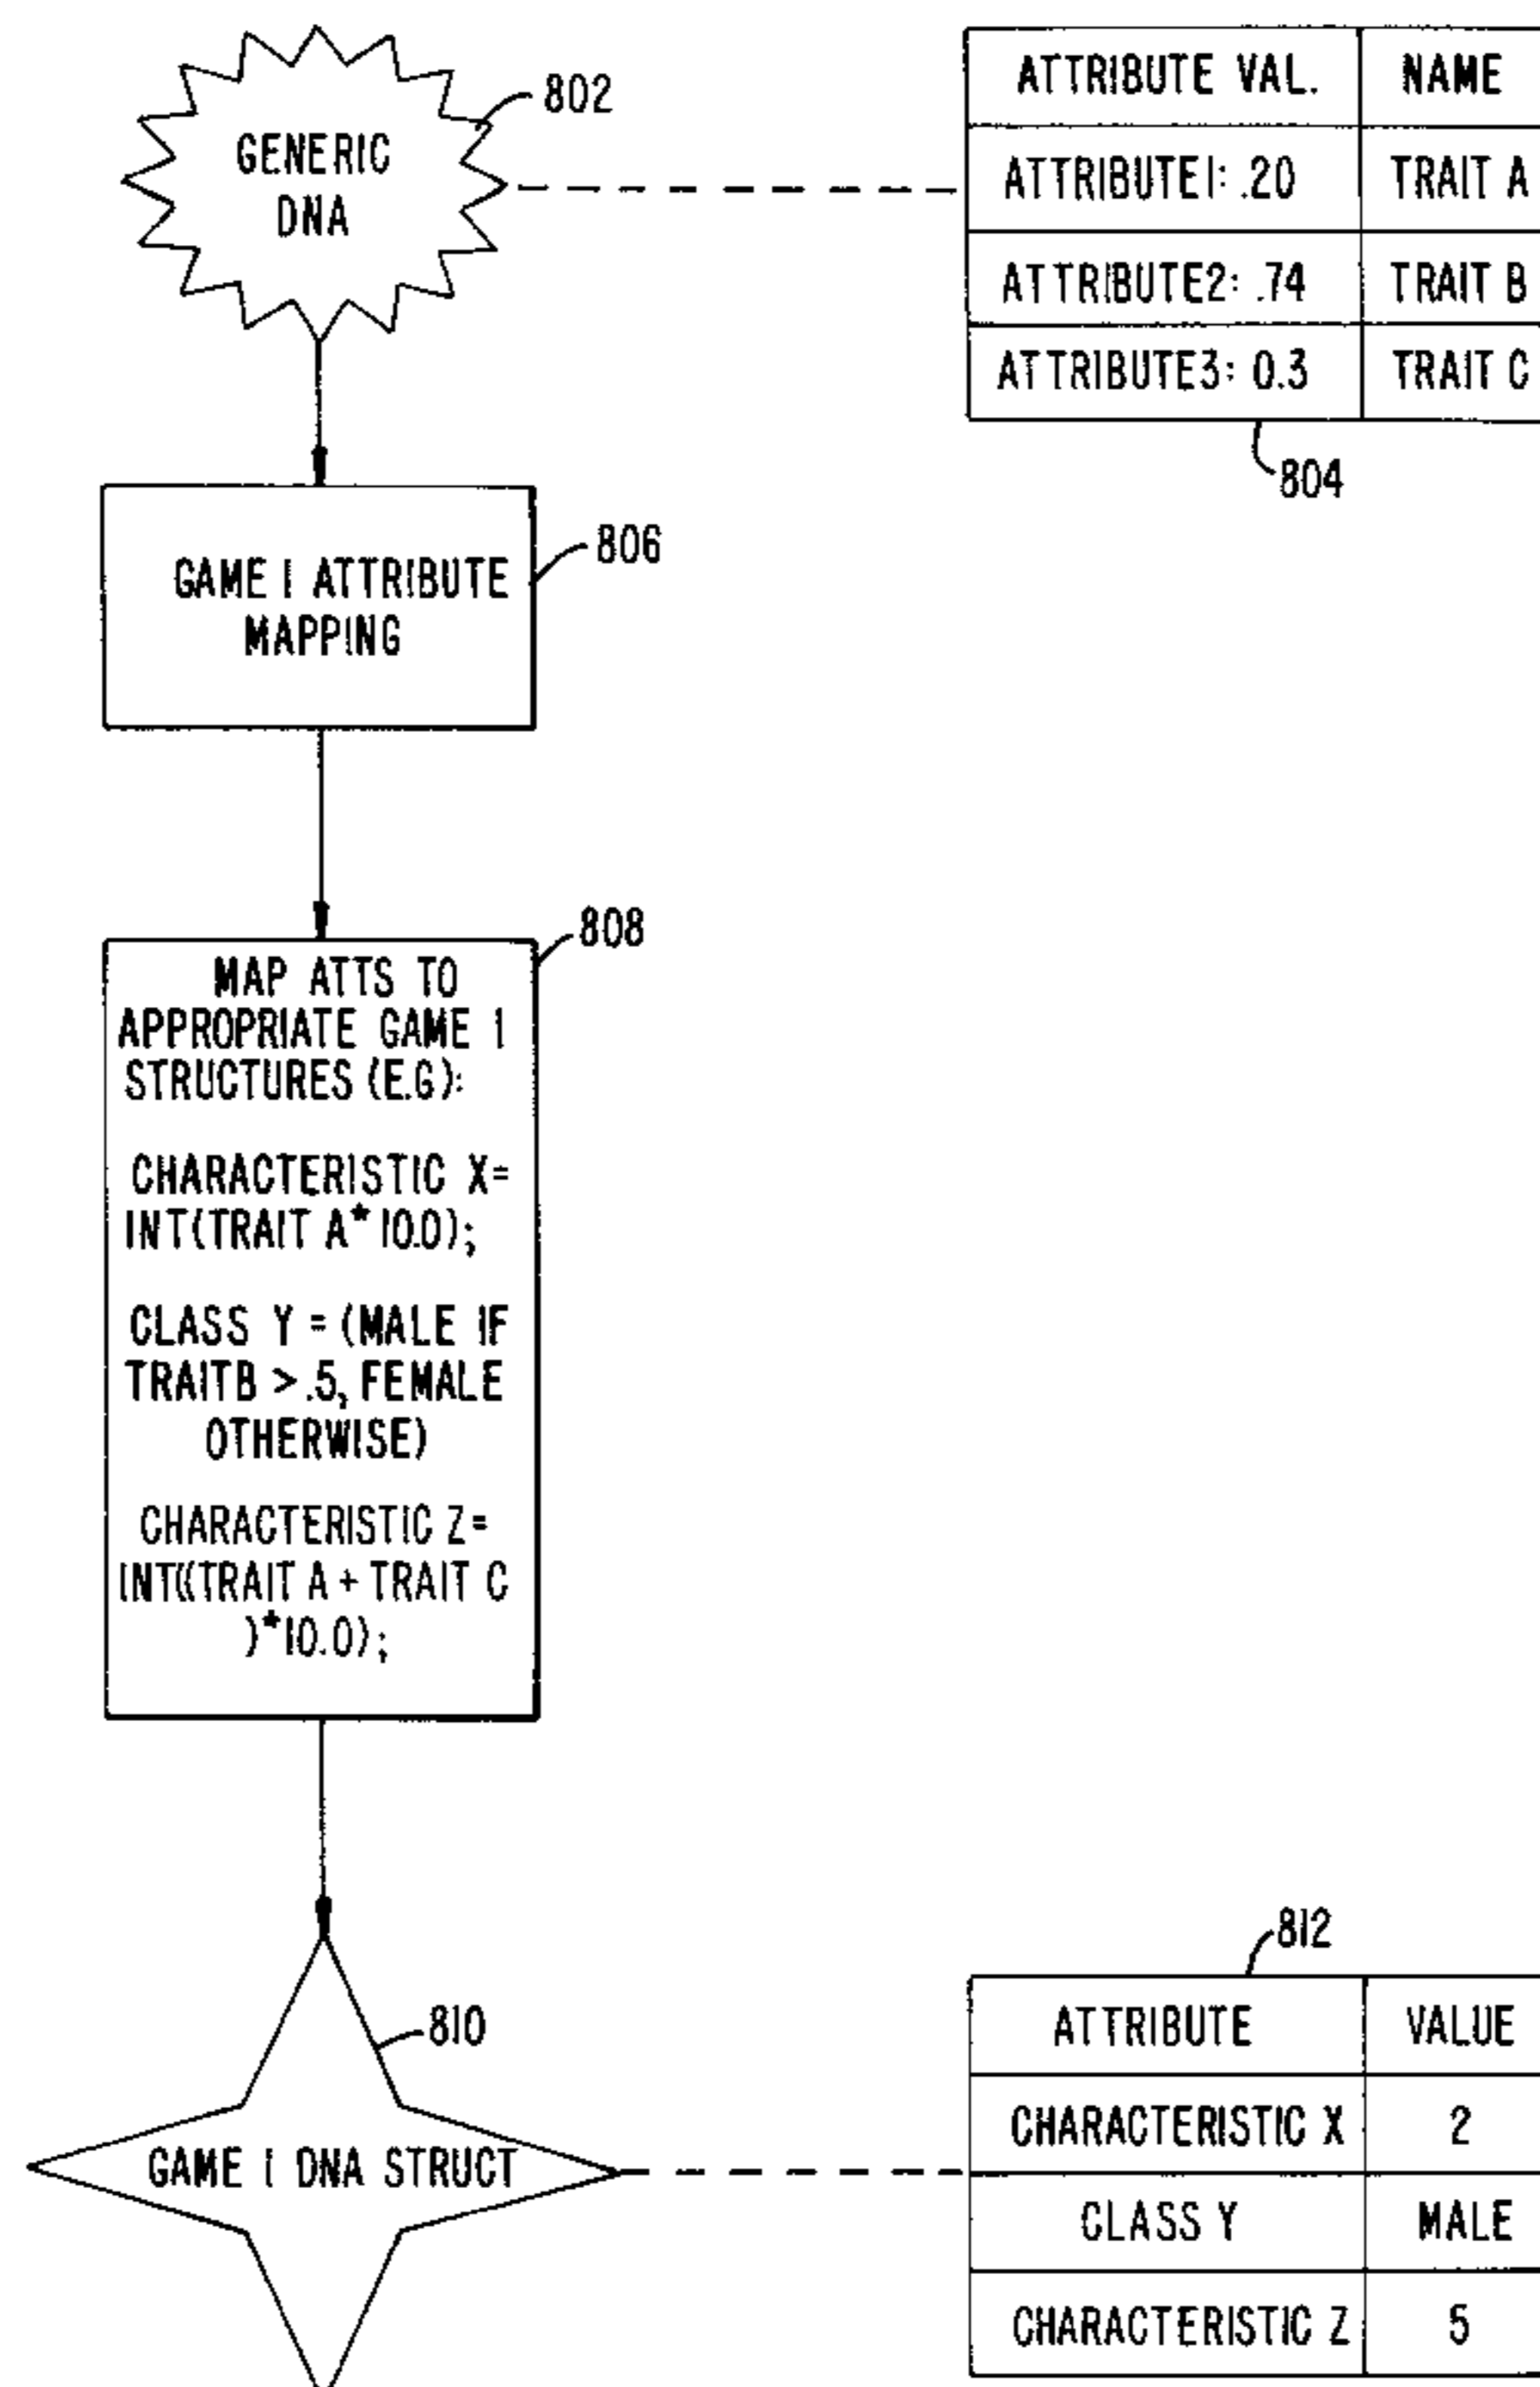 GENERIC
DNA
802
ATTRIBUTE VAL. NAME
ATTRIBUTE1: .20 TRAIT A
ATTRIBUTE2: .74 TRAIT B
ATTRIBUTE3: 0.3 TRAIT C
804
GAME 1 ATTRIBUTE
MAPPING
806
808
MAP ATTS TO
APPROPRIATE GAME 1
STRUCTURES (E.G):
CHARACTERISTIC X=
INT(TRAIT A* 10.0);
CLASS Y = (MALE IF
TRAITB > .5, FEMALE
OTHERWISE)
CHARACTERISTIC Z=
INT((TRAIT A + TRAIT C
)*10.0);
810
GAME 1 DNA STRUCT
812
ATTRIBUTE VALUE
CHARACTERISTIC X 2
CLASS Y MALE
CHARACTERISTIC Z 5